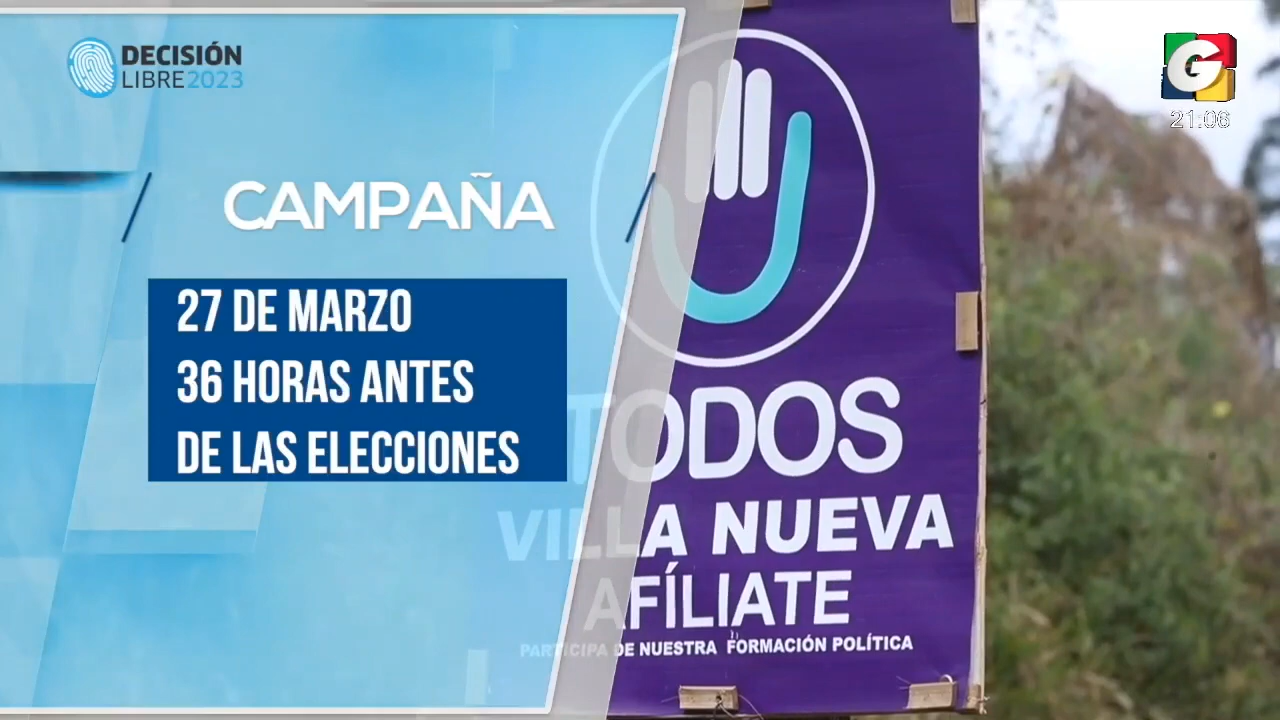 DECISIÓN
LIBRE2023
G
21:06
CAMPAÑA
27 DE MARZO
36 HORAS ANTES
DE LAS ELECCIONES
TODOS
VILLA NUEVA
AFÍLIATE
PARTICIPA DE NUESTRA FORMACIÓN POLÍTICA